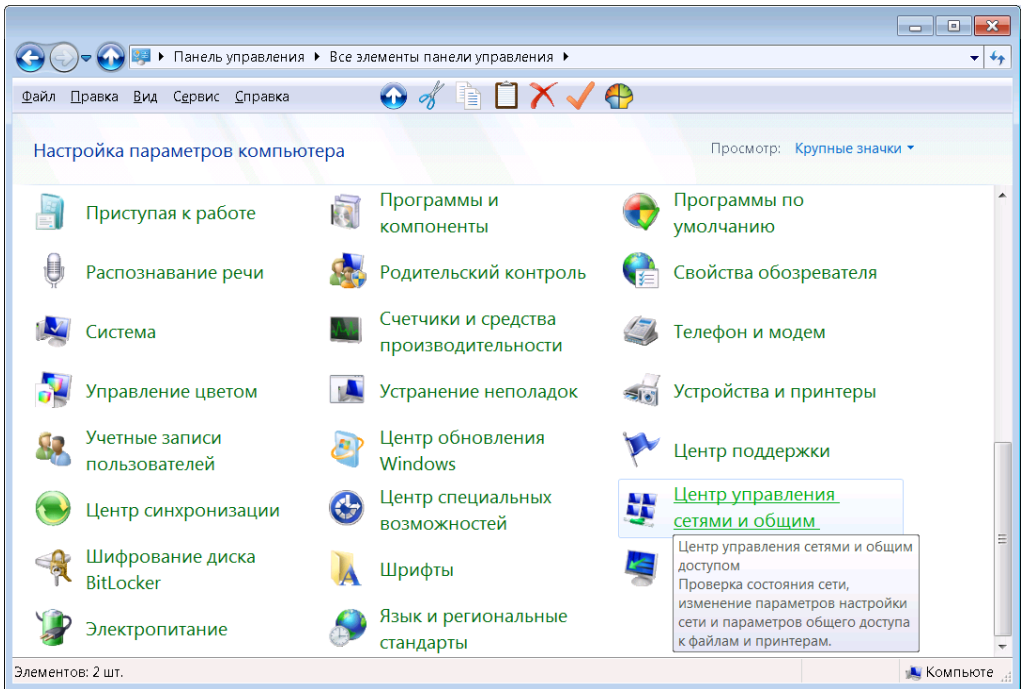 Панель управления
Все элементы панели управления
Файл Правка Вид Сервис Справка
Настройка параметров компьютера
Просмотр: Крупные значки
Приступая к работе
Программы и
компоненты
Программы по
умолчанию
Распознавание речи
Родительский контроль
Свойства обозревателя
Система
Счетчики и средства
производительности
Телефон и модем
Управление цветом
Устранение неполадок
Устройства и принтеры
Учетные записи
пользователей
Центр обновления
Windows
Центр поддержки
Центр синхронизации
Центр специальных
возможностей
Центр управления
сетями и общим
Шифрование диска
BitLocker
Шрифты
Центр управления сетями и общим
доступом
Проверка состояния сети,
изменение параметров настройки
сети и параметров общего доступа
к файлам и принтерам.
Электропитание
Язык и региональные
стандарты
Элементов: 2 шт.
Компьюте